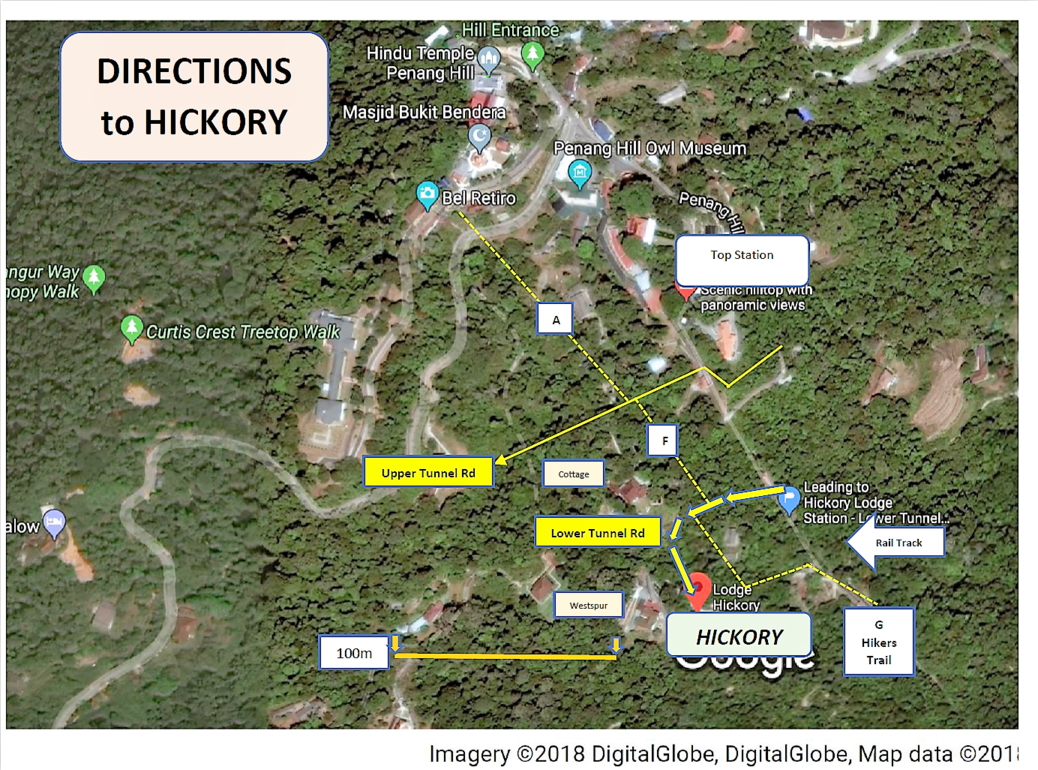 DIRECTIONS
to HICKORY
Hill Entrance
Hindu Temple
Penang Hill
Masjid Bukit Bendera
Penang Hill Owl Museum
Bel Retiro
Penang Hil
Top Station
Scenic hilltop with
panoramic views
ngur Way
nopy Walk
Curtis Crest Treetop Walk
A
F
Upper Tunnel Rd
Cottage
Leading to
Hickory Lodge
Station - Lower Tunnel...
alow
Lower Tunnel Rd
Rail Track
Lodge
Hickory
Westspur
HICKORY
G
Hikers
Trail
100m
Google
Imagery ©2018 DigitalGlobe, DigitalGlobe, Map data ©201